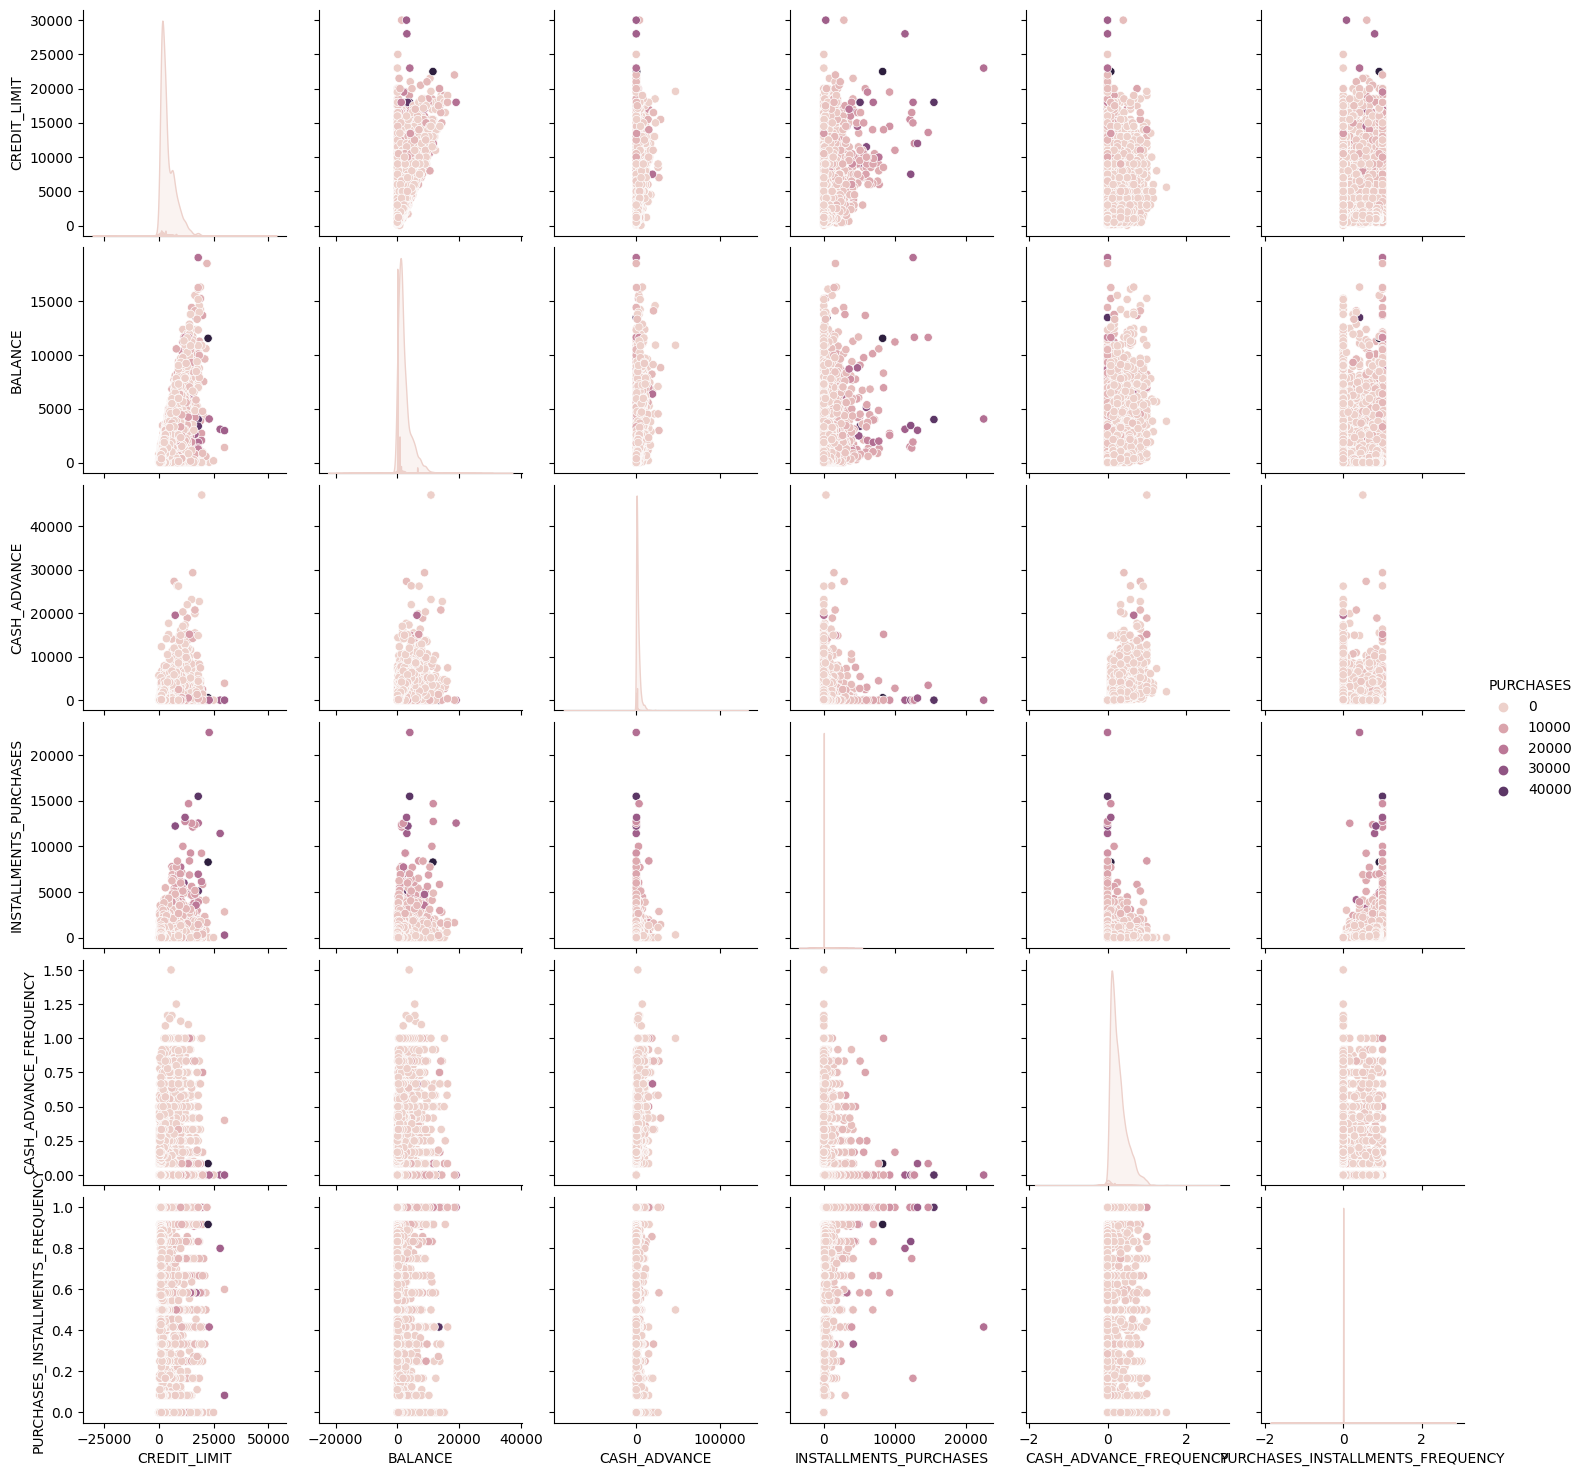 30000
25000
20000
15000
10000
5000
0
CREDIT_LIMIT
15000
10000
5000
0
BALANCE
40000
30000
20000
10000
0
CASH_ADVANCE
PURCHASES
0
10000
20000
30000
40000
20000
15000
10000
5000
0
INSTALLMENTS_PURCHASES
1.50
1.25
1.00
0.75
0.50
0.25
0.00
CASH_ADVANCE_FREQUENCY
1.0
0.8
0.6
0.4
0.2
0.0
PURCHASES_INSTALLMENTS_FREQUENCY
−25000 0 25000 50000
−20000 0 20000 40000
0 100000
0 10000 20000
−2 0 2
−2 0 2
CREDIT_LIMIT
BALANCE
CASH_ADVANCE
INSTALLMENTS_PURCHASES
CASH_ADVANCE_FREQUENCY
PURCHASES_INSTALLMENTS_FREQUENCY